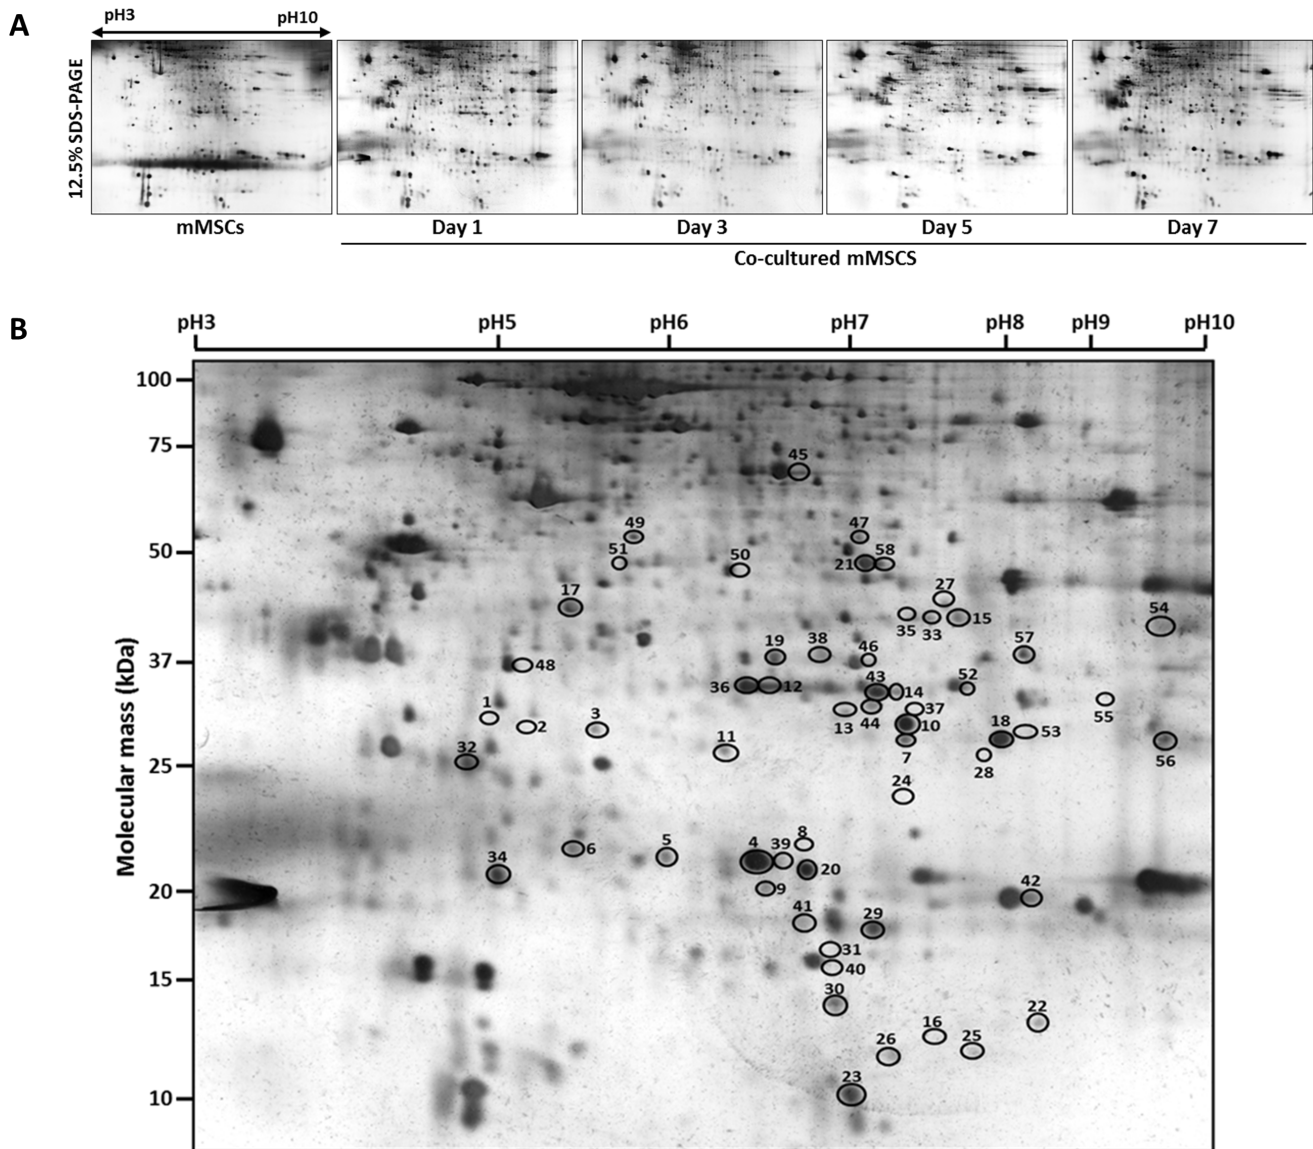 A
pH3 pH10
12.5% SDS-PAGE
mMSCs Day 1 Day 3 Day 5 Day 7
Co-cultured mMSCS
B
pH3 pH5 pH6 pH7 pH8 pH9 pH10
Molecular mass (kDa)
100
45
75
49 47
51 50 21 58
50
17 27
35 33 15 54
19 38 46 57
37
48
36 12 43 14 52
1 2 3 13 44 37 55
11 10 18 53
32 7 28 56
25
24
8
6 5 4 39
34 20
9
20
42
41 29
31
40
15
30 22
16
26 25
23
10